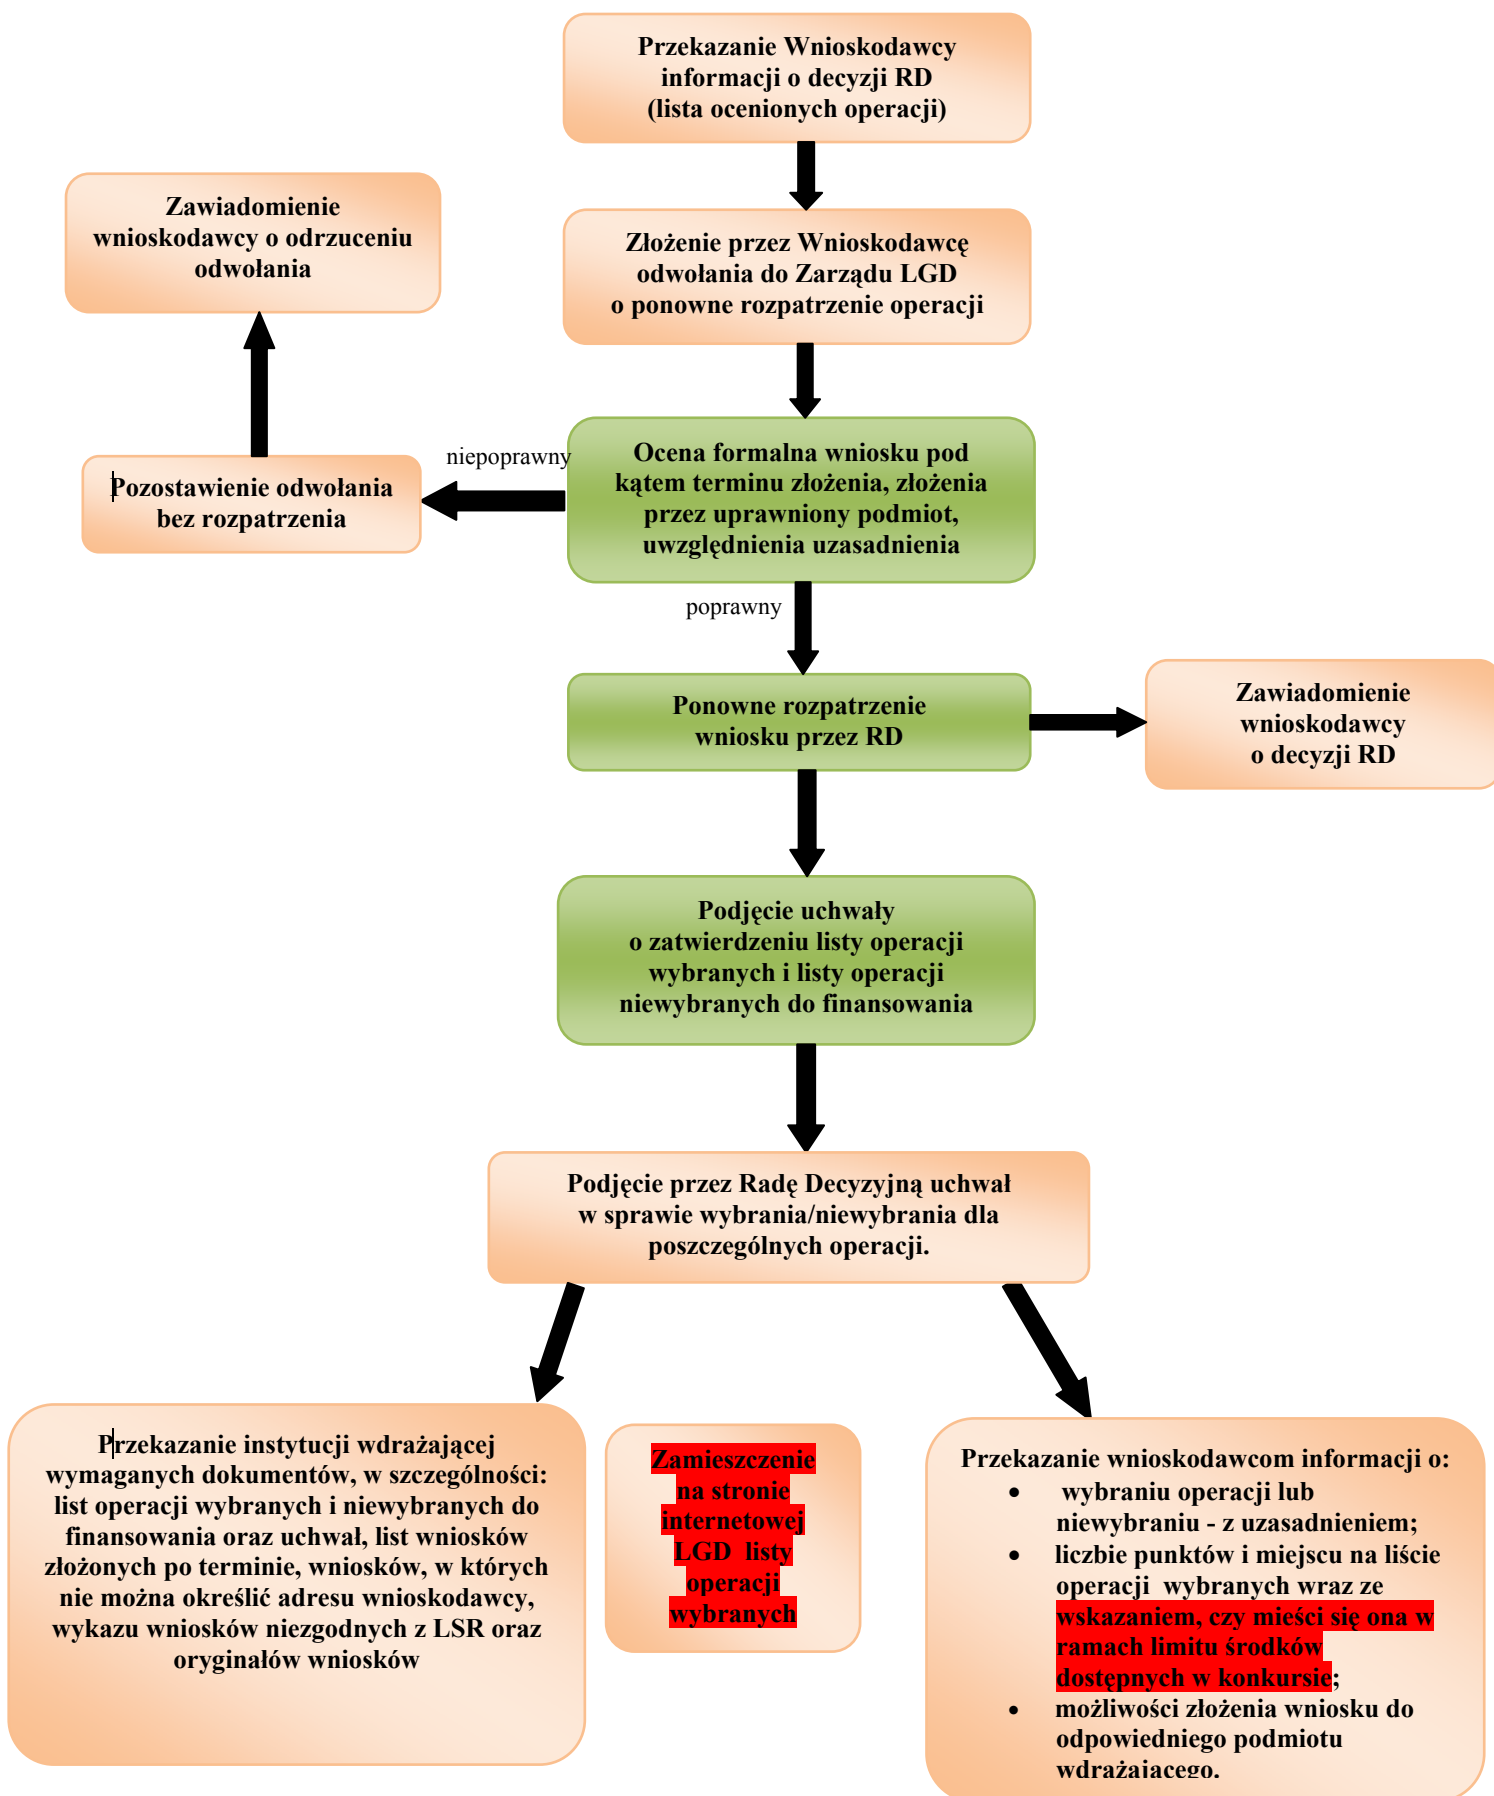 Przekazanie Wnioskodawcy
informacji o decyzji RD
(lista ocenionych operacji)
Zawiadomienie
wnioskodawcy o odrzuceniu
odwołania
Złożenie przez Wnioskodawcę
odwołania do Zarządu LGD
o ponowne rozpatrzenie operacji
niepoprawny
Ocena formalna wniosku pod
kątem terminu złożenia, złożenia
przez uprawniony podmiot,
uwzględnienia uzasadnienia
Pozostawienie odwołania
bez rozpatrzenia
poprawny
Ponowne rozpatrzenie
wniosku przez RD
Zawiadomienie
wnioskodawcy
o decyzji RD
Podjęcie uchwały
o zatwierdzeniu listy operacji
wybranych i listy operacji
niewybranych do finansowania
Podjęcie przez Radę Decyzyjną uchwał
w sprawie wybrania/niewybrania dla
poszczególnych operacji.
Przekazanie instytucji wdrażającej
wymaganych dokumentów, w szczególności:
list operacji wybranych i niewybranych do
finansowania oraz uchwał, list wniosków
złożonych po terminie, wniosków, w których
nie można określić adresu wnioskodawcy,
wykazu wniosków niezgodnych z LSR oraz
oryginałów wniosków
Zamieszczenie
na stronie
internetowej
LGD  listy
operacji
wybranych
Przekazanie wnioskodawcom informacji o:
• wybraniu operacji lub
niewybraniu - z uzasadnieniem;
• liczbie punktów i miejscu na liście
operacji  wybranych wraz ze
wskazaniem, czy mieści się ona w
ramach limitu środków
dostępnych w konkursie;
• możliwości złożenia wniosku do
odpowiedniego podmiotu
wdrażającego.